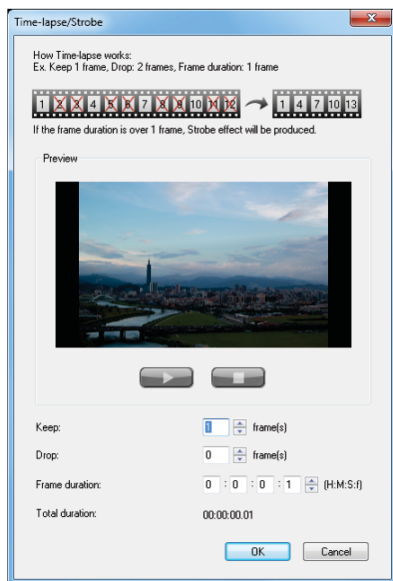 Time-lapse/Strobe
How Time-lapse works:
Ex. Keep 1 frame, Drop: 2 frames, Frame duration: 1 frame
1 2 3 4 5 6 7 8 9 10 11 12 1 4 7 10 13
If the frame duration is over 1 frame, Strobe effect will be produced.
Preview
Keep: 1 frame(s)
Drop: 0 frame(s)
Frame duration: 0 : 0 : 0 : 1 (H:M:S:f)
Total duration: 00:00:00.01
OK Cancel